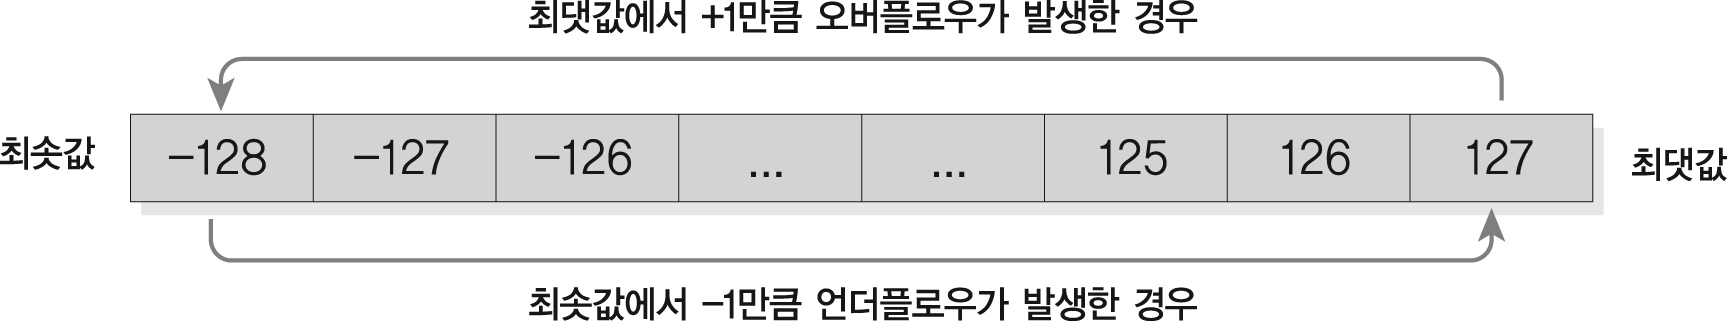 최댓값에서 +1만큼 오버플로우가 발생한 경우
최솟값 –128 –127 –126 ... ... 125 126 127 최댓값
최솟값에서 –1만큼 언더플로우가 발생한 경우